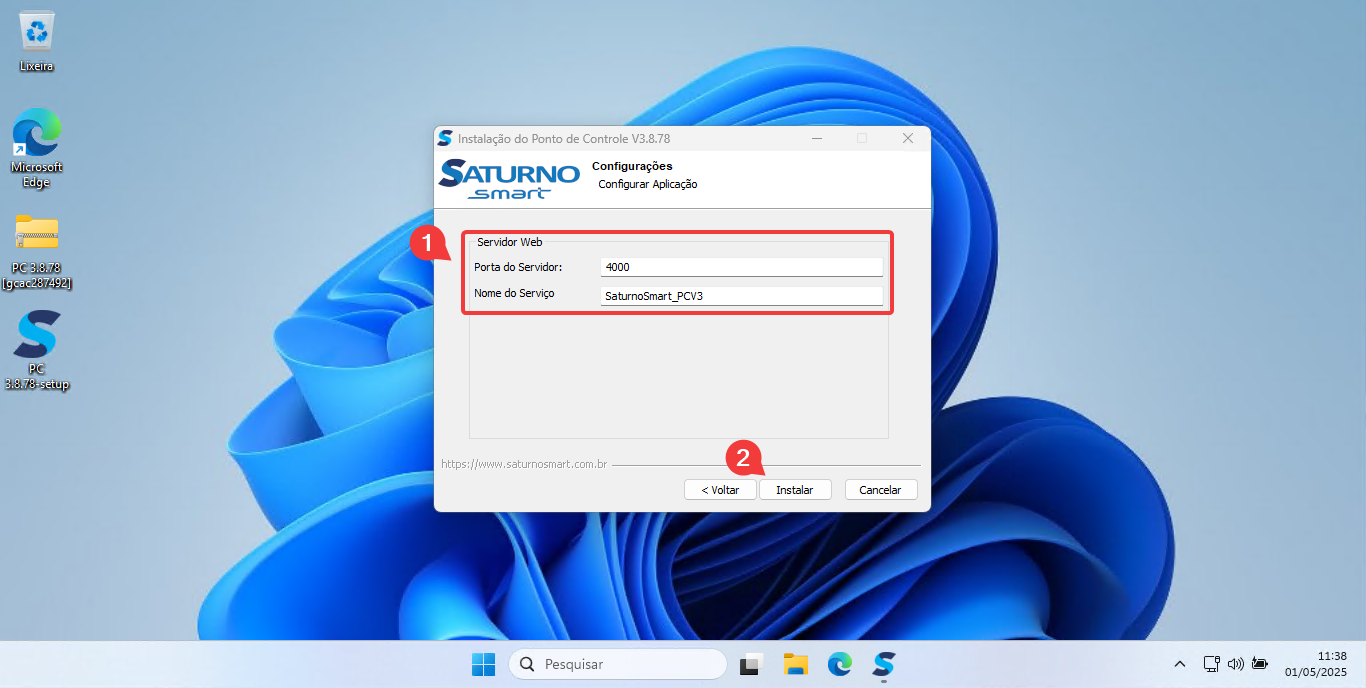 Lixeira
Microsoft
Edge
PC 3.8.78
[gcac287492]
PC
3.8.78-setup
Instalação do Ponto de Controle V3.8.78
SATURNO
smart
Configurações
Configurar Aplicação
1
Servidor Web
Porta do Servidor:
4000
Nome do Serviço
SaturnoSmart_PCV3
https://www.saturnosmart.com.br
2
< Voltar
Instalar
Cancelar
Pesquisar
11:38
01/05/2025